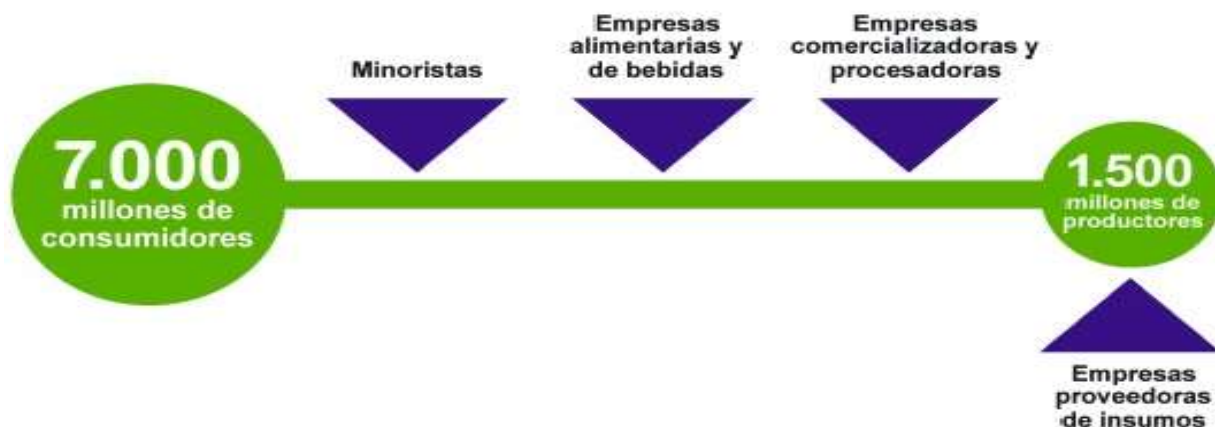 Minoristas
Empresas
alimentarias y
de bebidas
Empresas
comercializadoras y
procesadoras
7.000
millones de
consumidores
1.500
millones de
productores
Empresas
proveedoras
de insumos